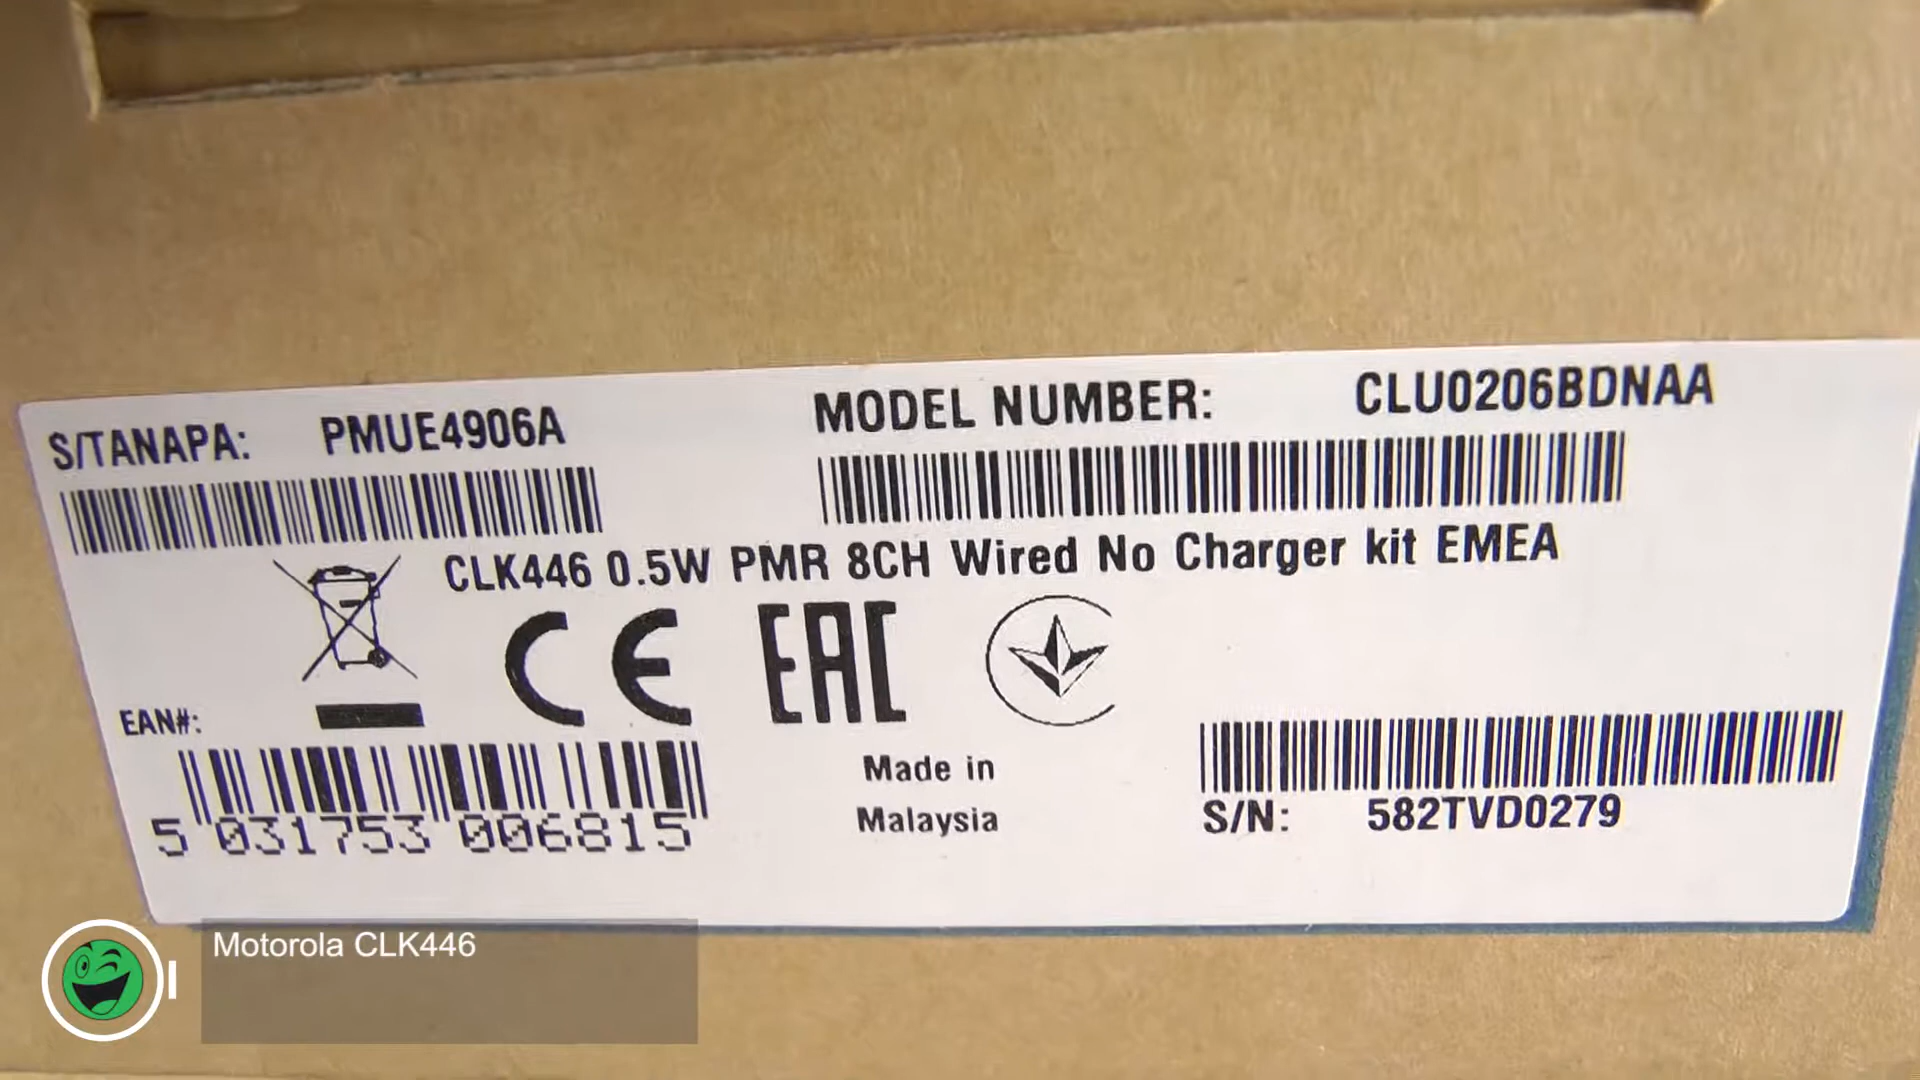 S/TANAPA: PMUE4906A
MODEL NUMBER: CLU0206BDNAA
CLK446 0.5W PMR 8CH Wired No Charger kit EMEA
CE EAC
EAN#:
5 031753 006815
Made in
Malaysia
S/N: 582TVD0279
Motorola CLK446